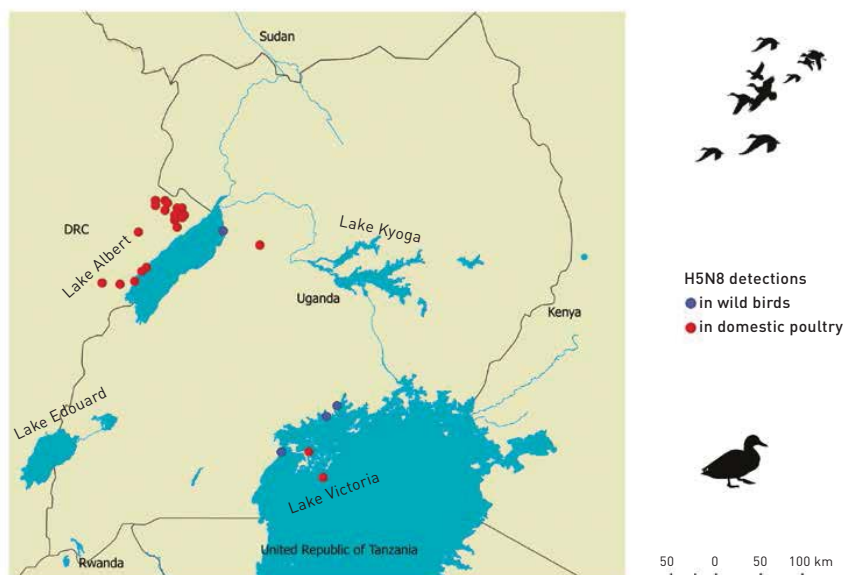 Sudan
DRC
Lake Albert
Lake Kyoga
Uganda
Kenya
Lake Edouard
Lake Victoria
United Republic of Tanzania
Rwanda
H5N8 detections
in wild birds
in domestic poultry
50 0 50 100 km